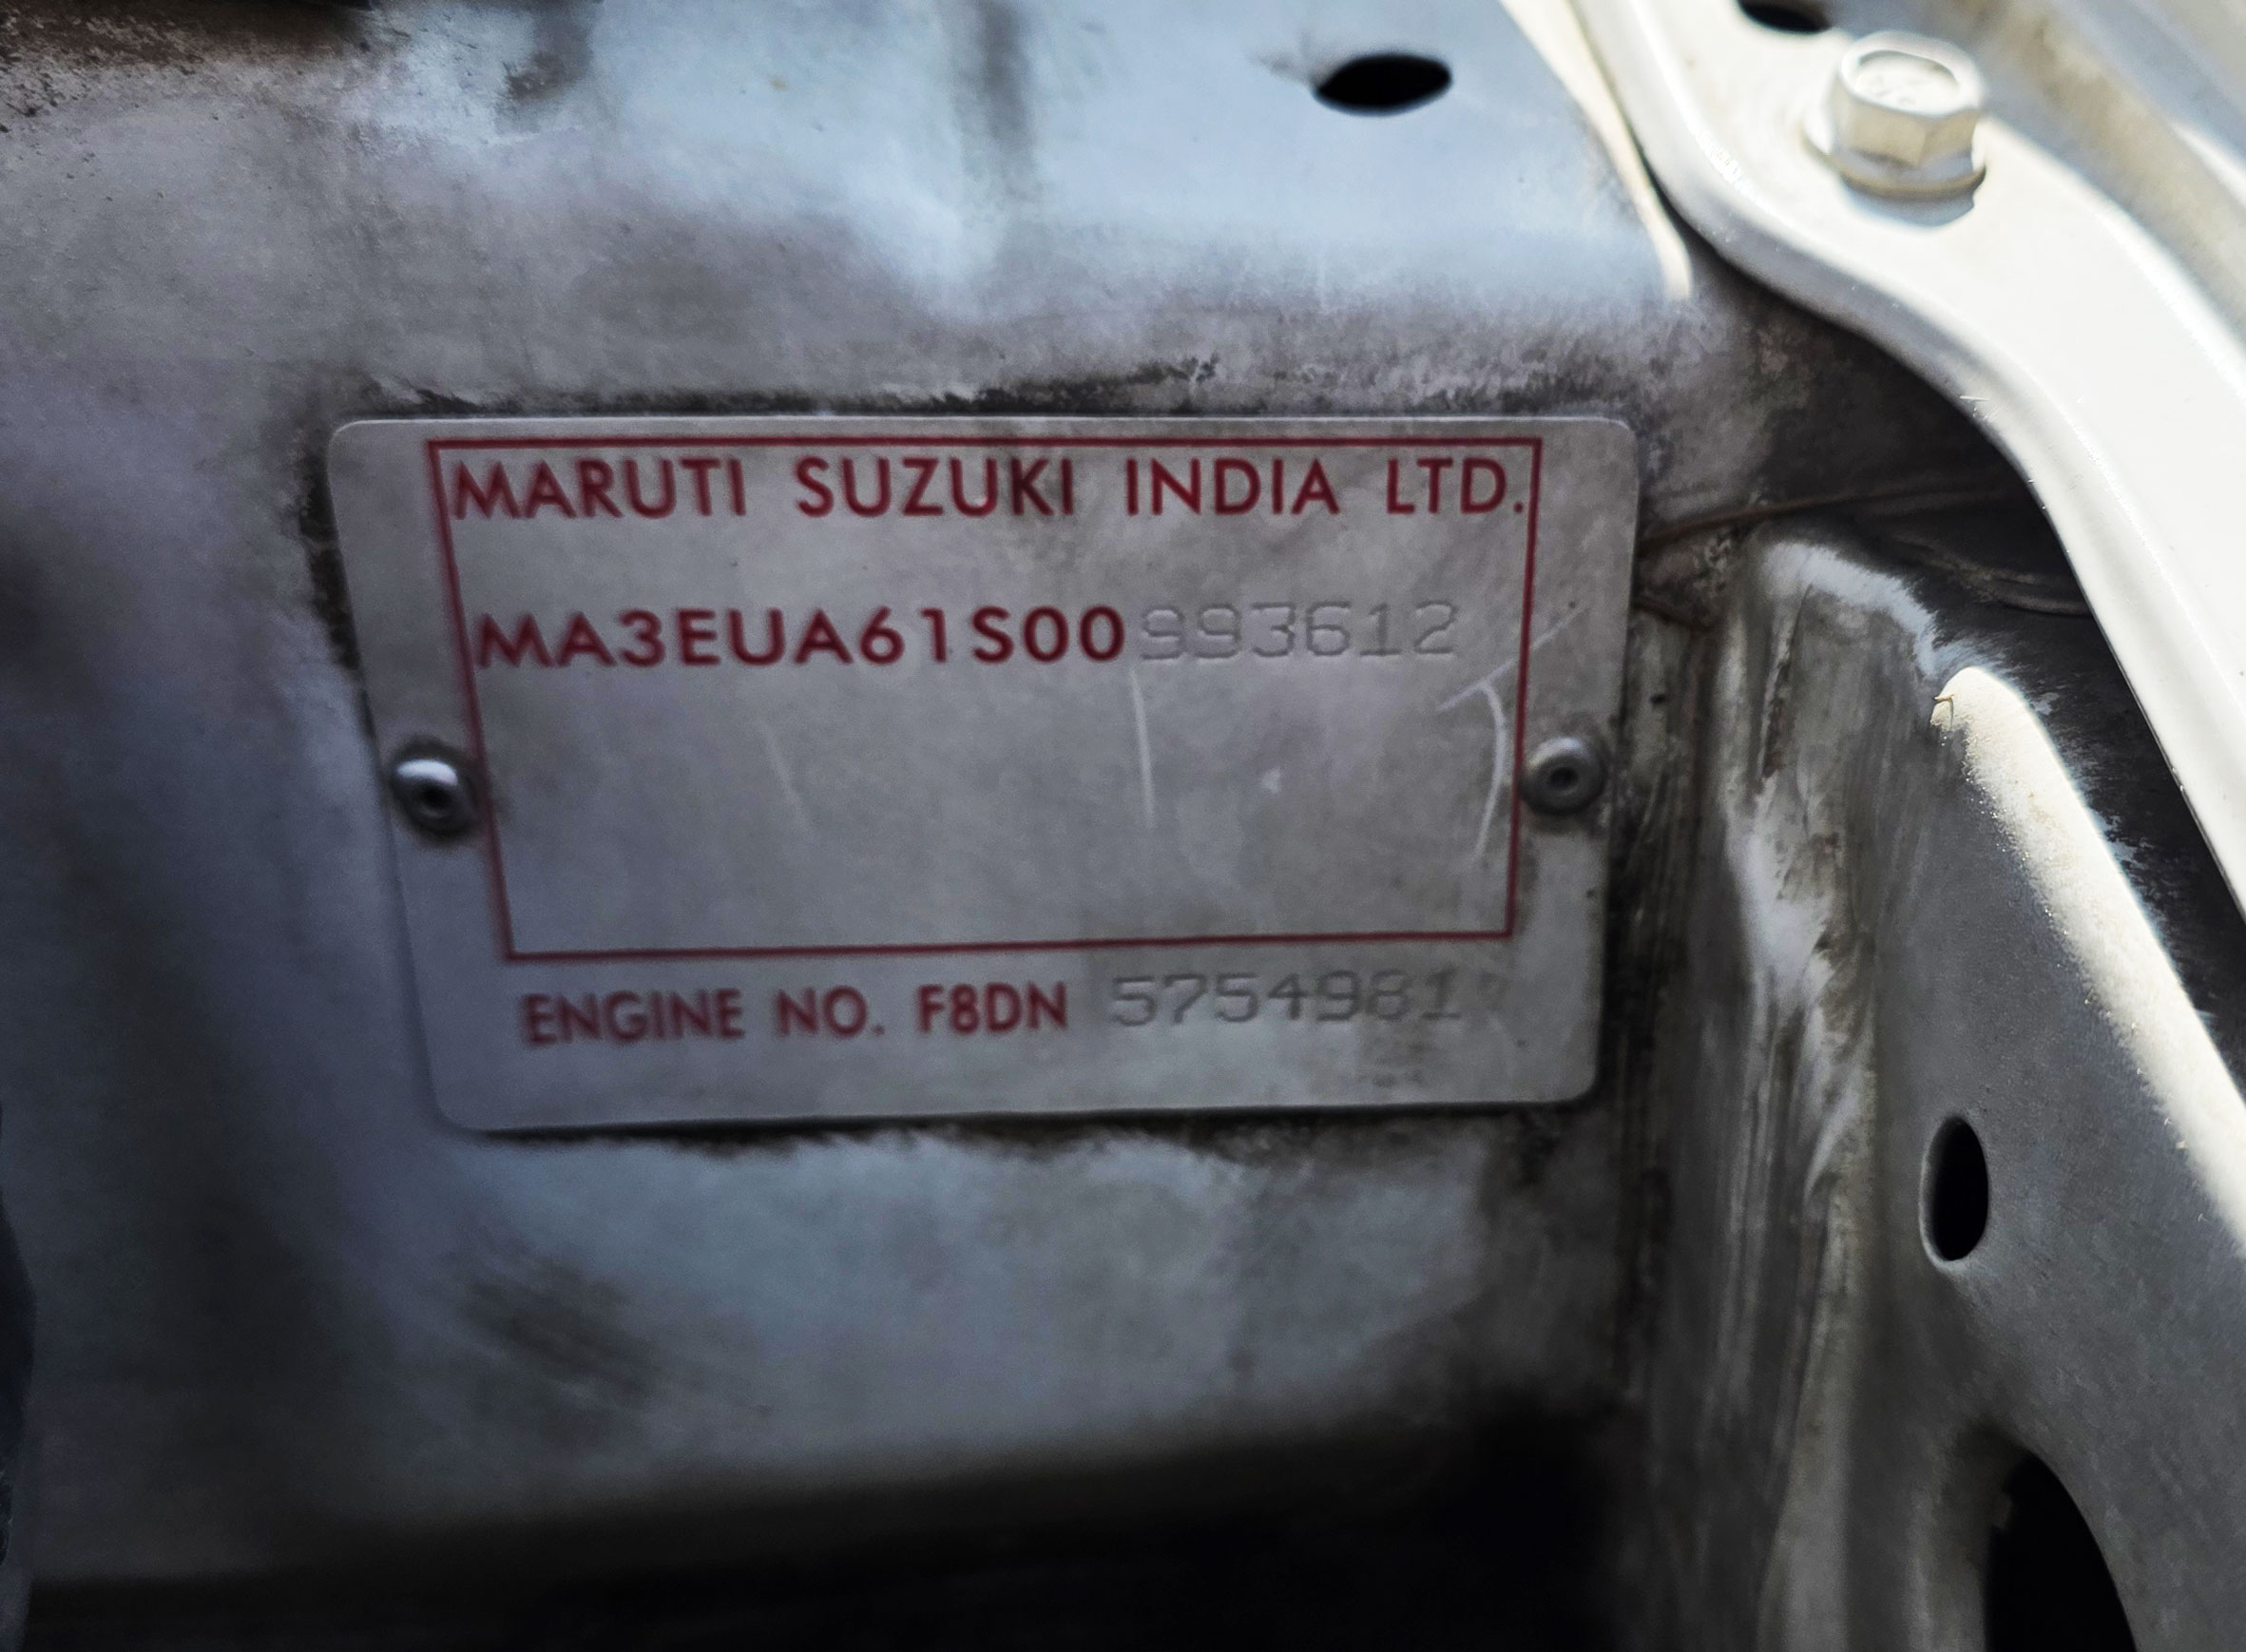 MARUTI SUZUKI INDIA LTD.
MA3EUA61S00993612
ENGINE NO. F8DN 5754981